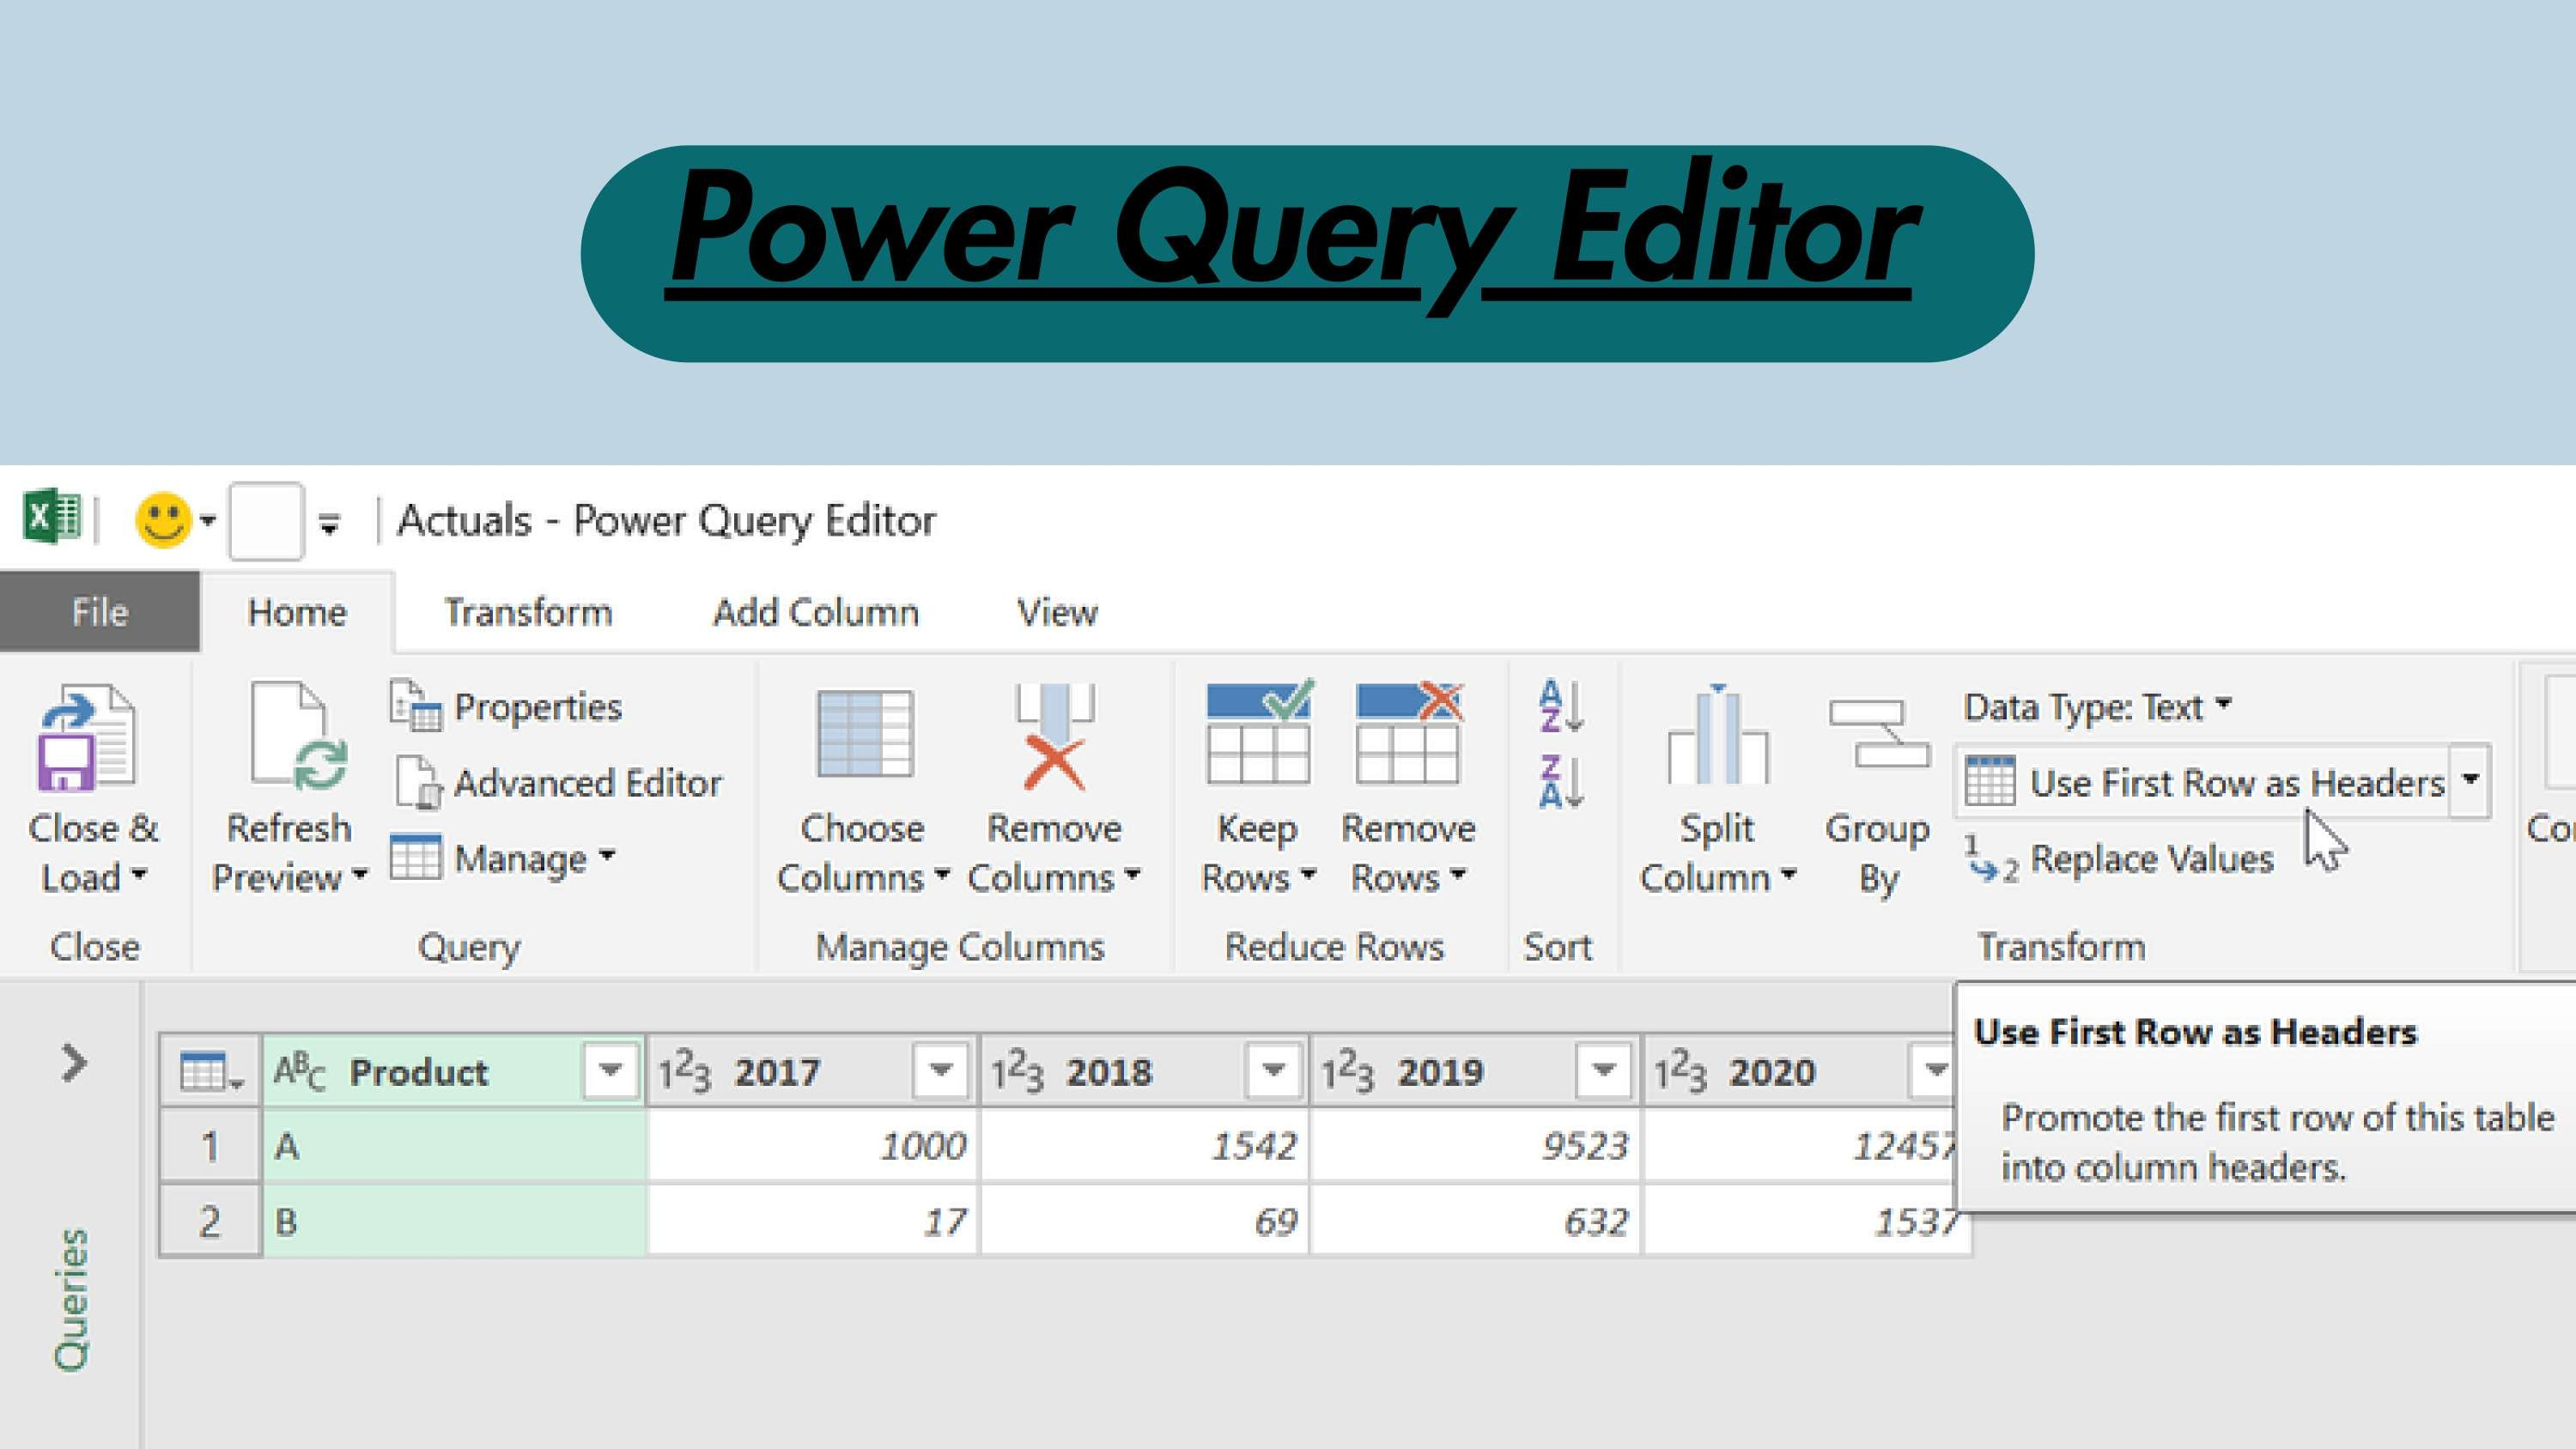 Power Query Editor
Actuals - Power Query Editor
File Home Transform Add Column View
Close & Load
Refresh Preview
Properties
Advanced Editor
Manage
Choose Columns
Remove Columns
Keep Rows
Remove Rows
Split Column
Group By
Data Type: Text
Use First Row as Headers
Replace Values
Close Query Manage Columns Reduce Rows Sort Transform
Use First Row as Headers
Promote the first row of this table
into column headers.
Product 2017 2018 2019 2020
1 A 1000 1542 9523 12457
2 B 17 69 632 1537
Queries